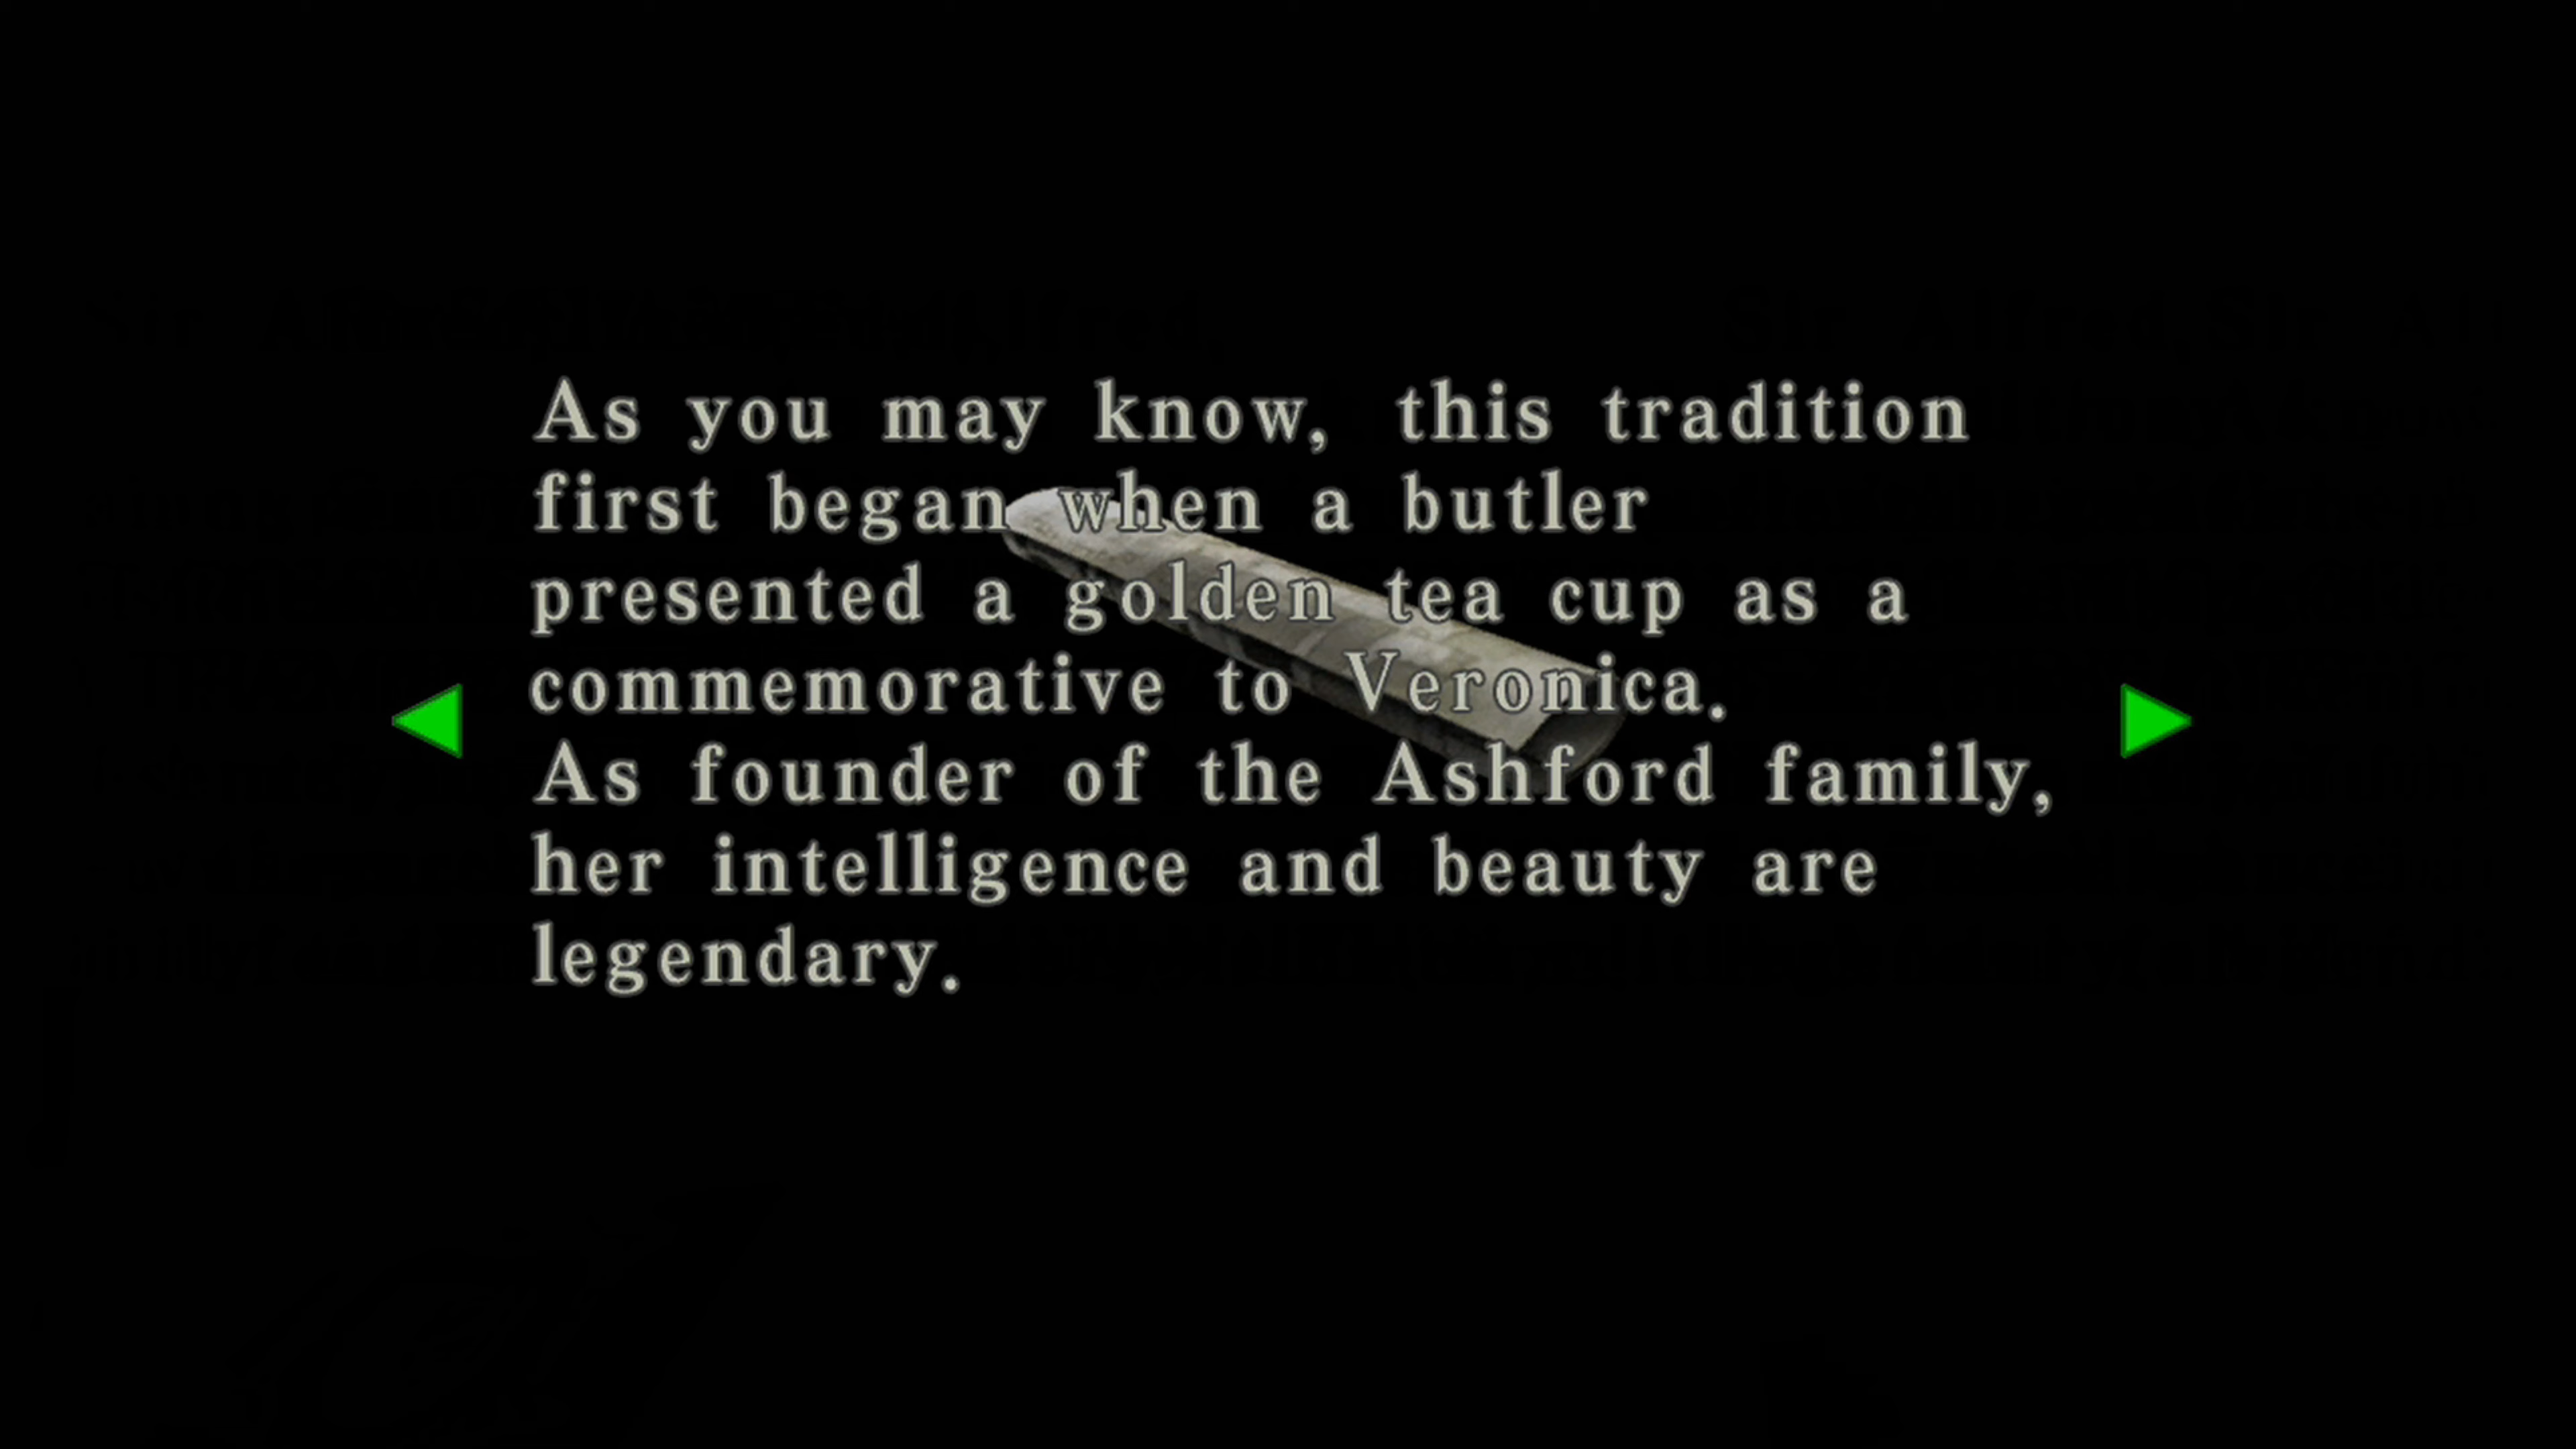 As you may know, this tradition
first began when a butler
presented a golden tea cup as a
commemorative to Veronica.
As founder of the Ashford family,
her intelligence and beauty are
legendary.